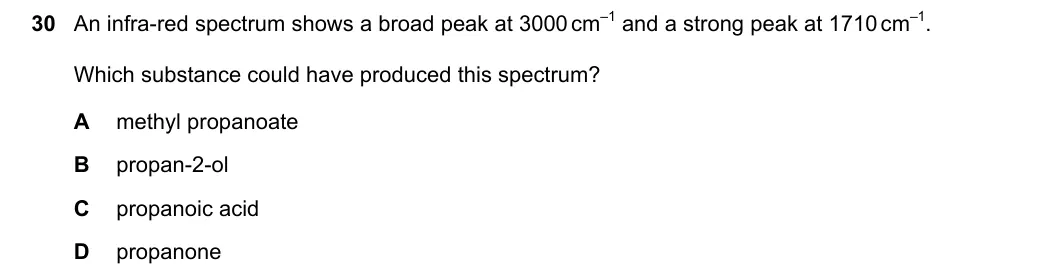 30 An infra-red spectrum shows a broad peak at 3000 cm⁻¹ and a strong peak at 1710 cm⁻¹.
Which substance could have produced this spectrum?
A methyl propanoate
B propan-2-ol
C propanoic acid
D propanone